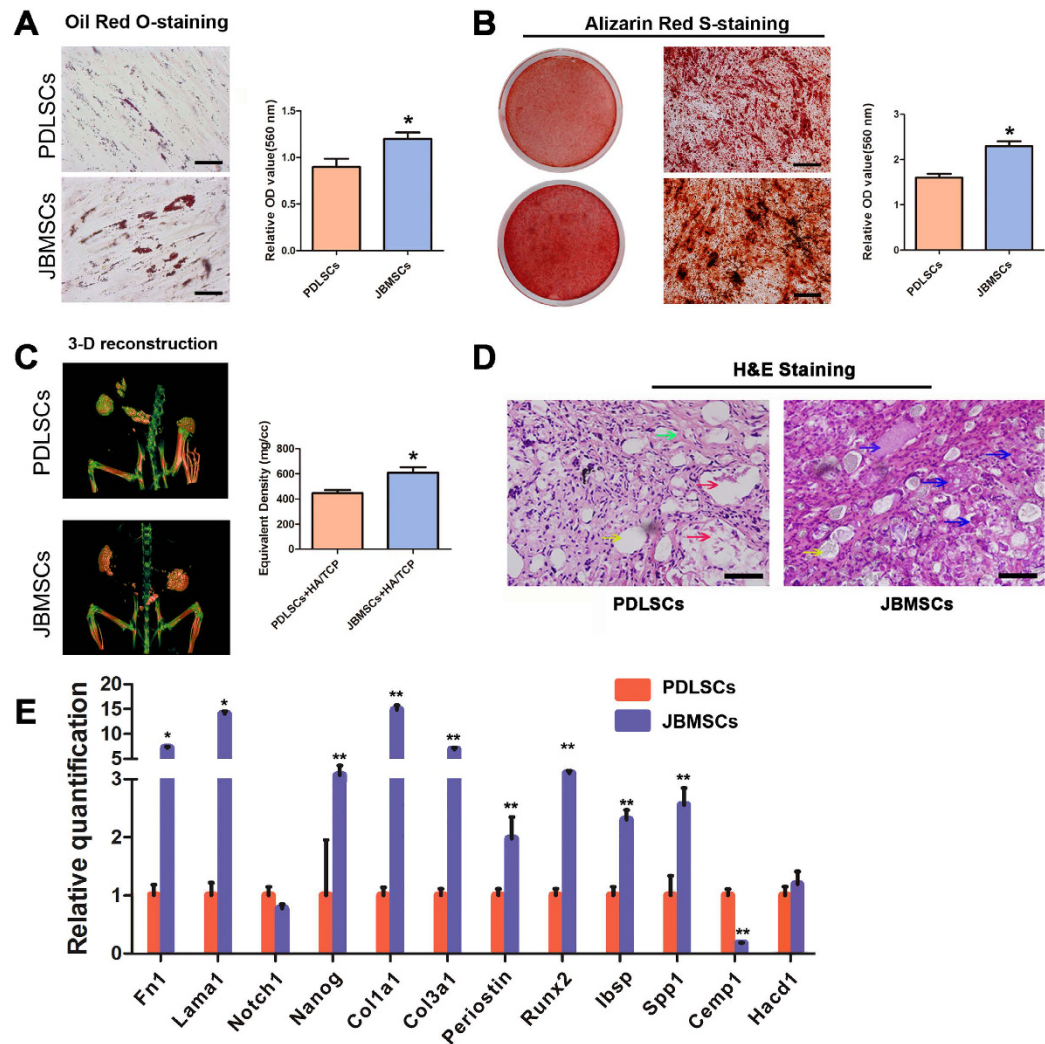 A
Oil Red O-staining
PDLSCs
JBMSCs
Relative OD value(560 nm)
1.5
1.0
0.5
0.0
*
PDLSCs
JBMSCs
B
Alizarin Red S-staining
Relative OD value(560 nm)
3
2
1
0
*
PDLSCs
JBMSCs
C
3-D reconstruction
PDLSCs
JBMSCs
Equivalent Density (mg/cc)
800
600
400
200
0
*
PDLSCs+HA/TCP
JBMSCs+HA/TCP
D
H&E Staining
PDLSCs
JBMSCs
E
Relative quantification
20
15
10
5
3
2
1
0
PDLSCs
JBMSCs
*
*
**
**
**
**
**
**
**
**
Fn1
Lama1
Notch1
Nanog
Col1a1
Col3a1
Periostin
Runx2
Ibsp
Spp1
Cemp1
Hacd1